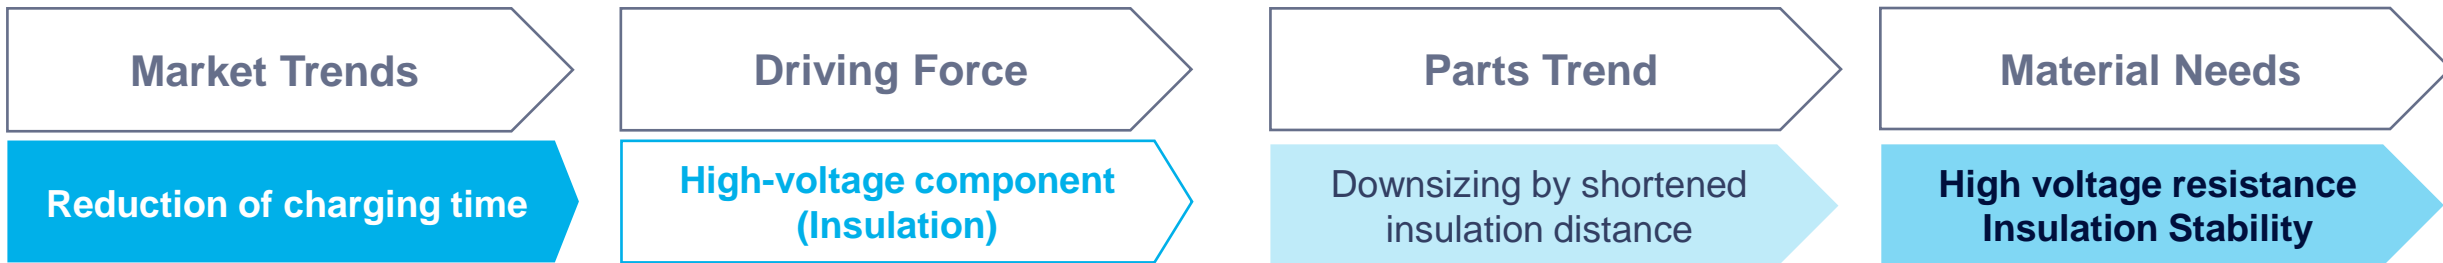 Market Trends
Driving Force
Parts Trend
Material Needs
Reduction of charging time
High-voltage component
(Insulation)
Downsizing by shortened
insulation distance
High voltage resistance
Insulation Stability